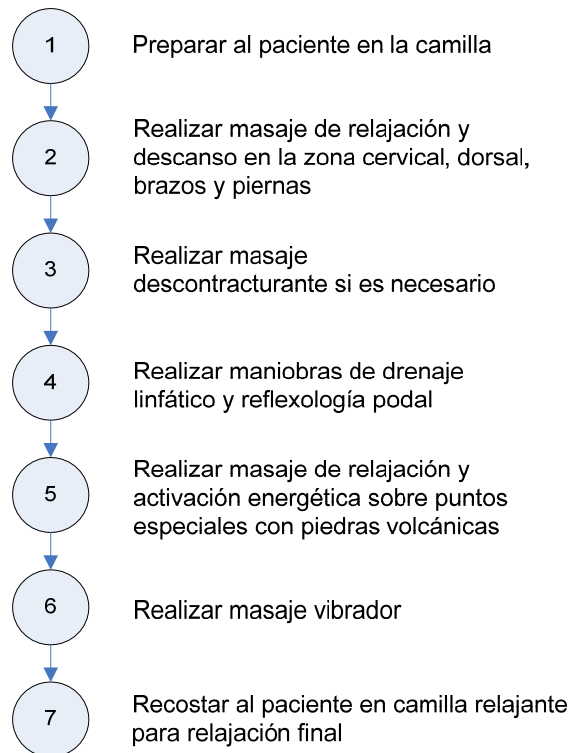 1
Preparar al paciente en la camilla
2
Realizar masaje de relajación y
descanso en la zona cervical, dorsal,
brazos y piernas
3
Realizar masaje
descontracturante si es necesario
4
Realizar maniobras de drenaje
linfático y reflexología podal
5
Realizar masaje de relajación y
activación energética sobre puntos
especiales con piedras volcánicas
6
Realizar masaje vibrador
7
Recostar al paciente en camilla relajante
para relajación final